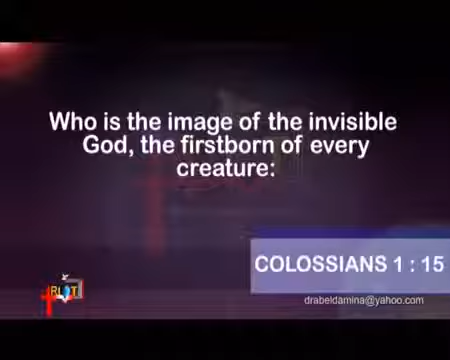 Who is the image of the invisible
God, the firstborn of every
creature:
COLOSSIANS 1 : 15
drabeldamina@yahoo.com